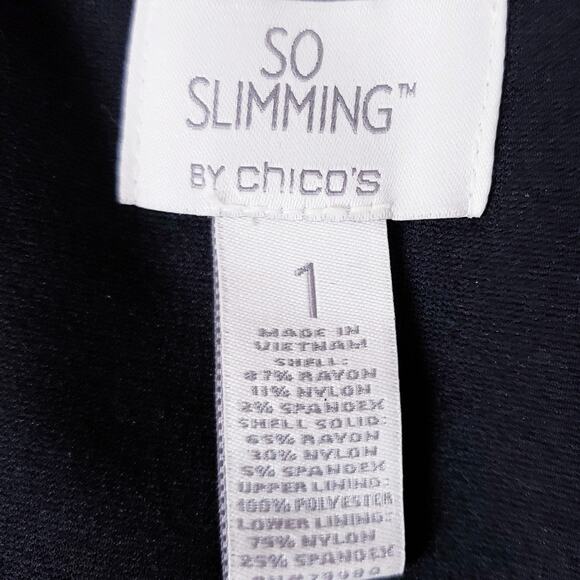 SO
SLIMMING™
BY chico's
1
MADE IN
VIETNAM
SHELL:
87% RAYON
11% NYLON
2% SPANDEX
SHELL SOLID:
65% RAYON
30% NYLON
5% SPANDEX
UPPER LINING:
100% POLYESTER
LOWER LINING:
75% NYLON
25% SPANDEX